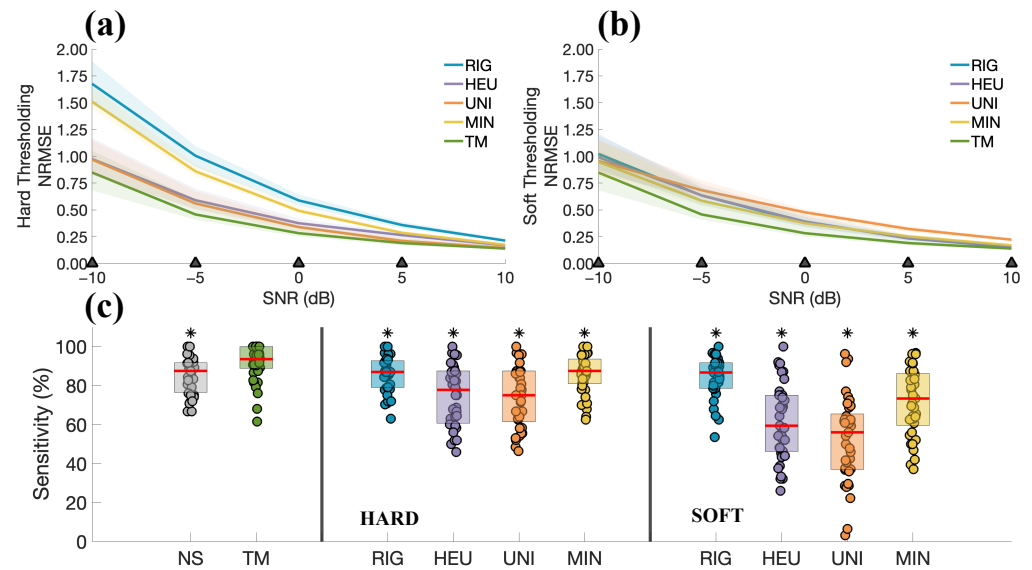 (a)
(b)
Hard Thresholding
NRMSE
2.00
1.75
1.50
1.25
1.00
0.75
0.50
0.25
0.00
−10
−5
0
5
10
SNR (dB)
RIG
HEU
UNI
MIN
TM
Soft Thresholding
NRMSE
2.00
1.75
1.50
1.25
1.00
0.75
0.50
0.25
0.00
−10
−5
0
5
10
SNR (dB)
RIG
HEU
UNI
MIN
TM
(c)
Sensitivity (%)
100
80
60
40
20
0
* * * * * * * * *
HARD
SOFT
NS TM RIG HEU UNI MIN RIG HEU UNI MIN